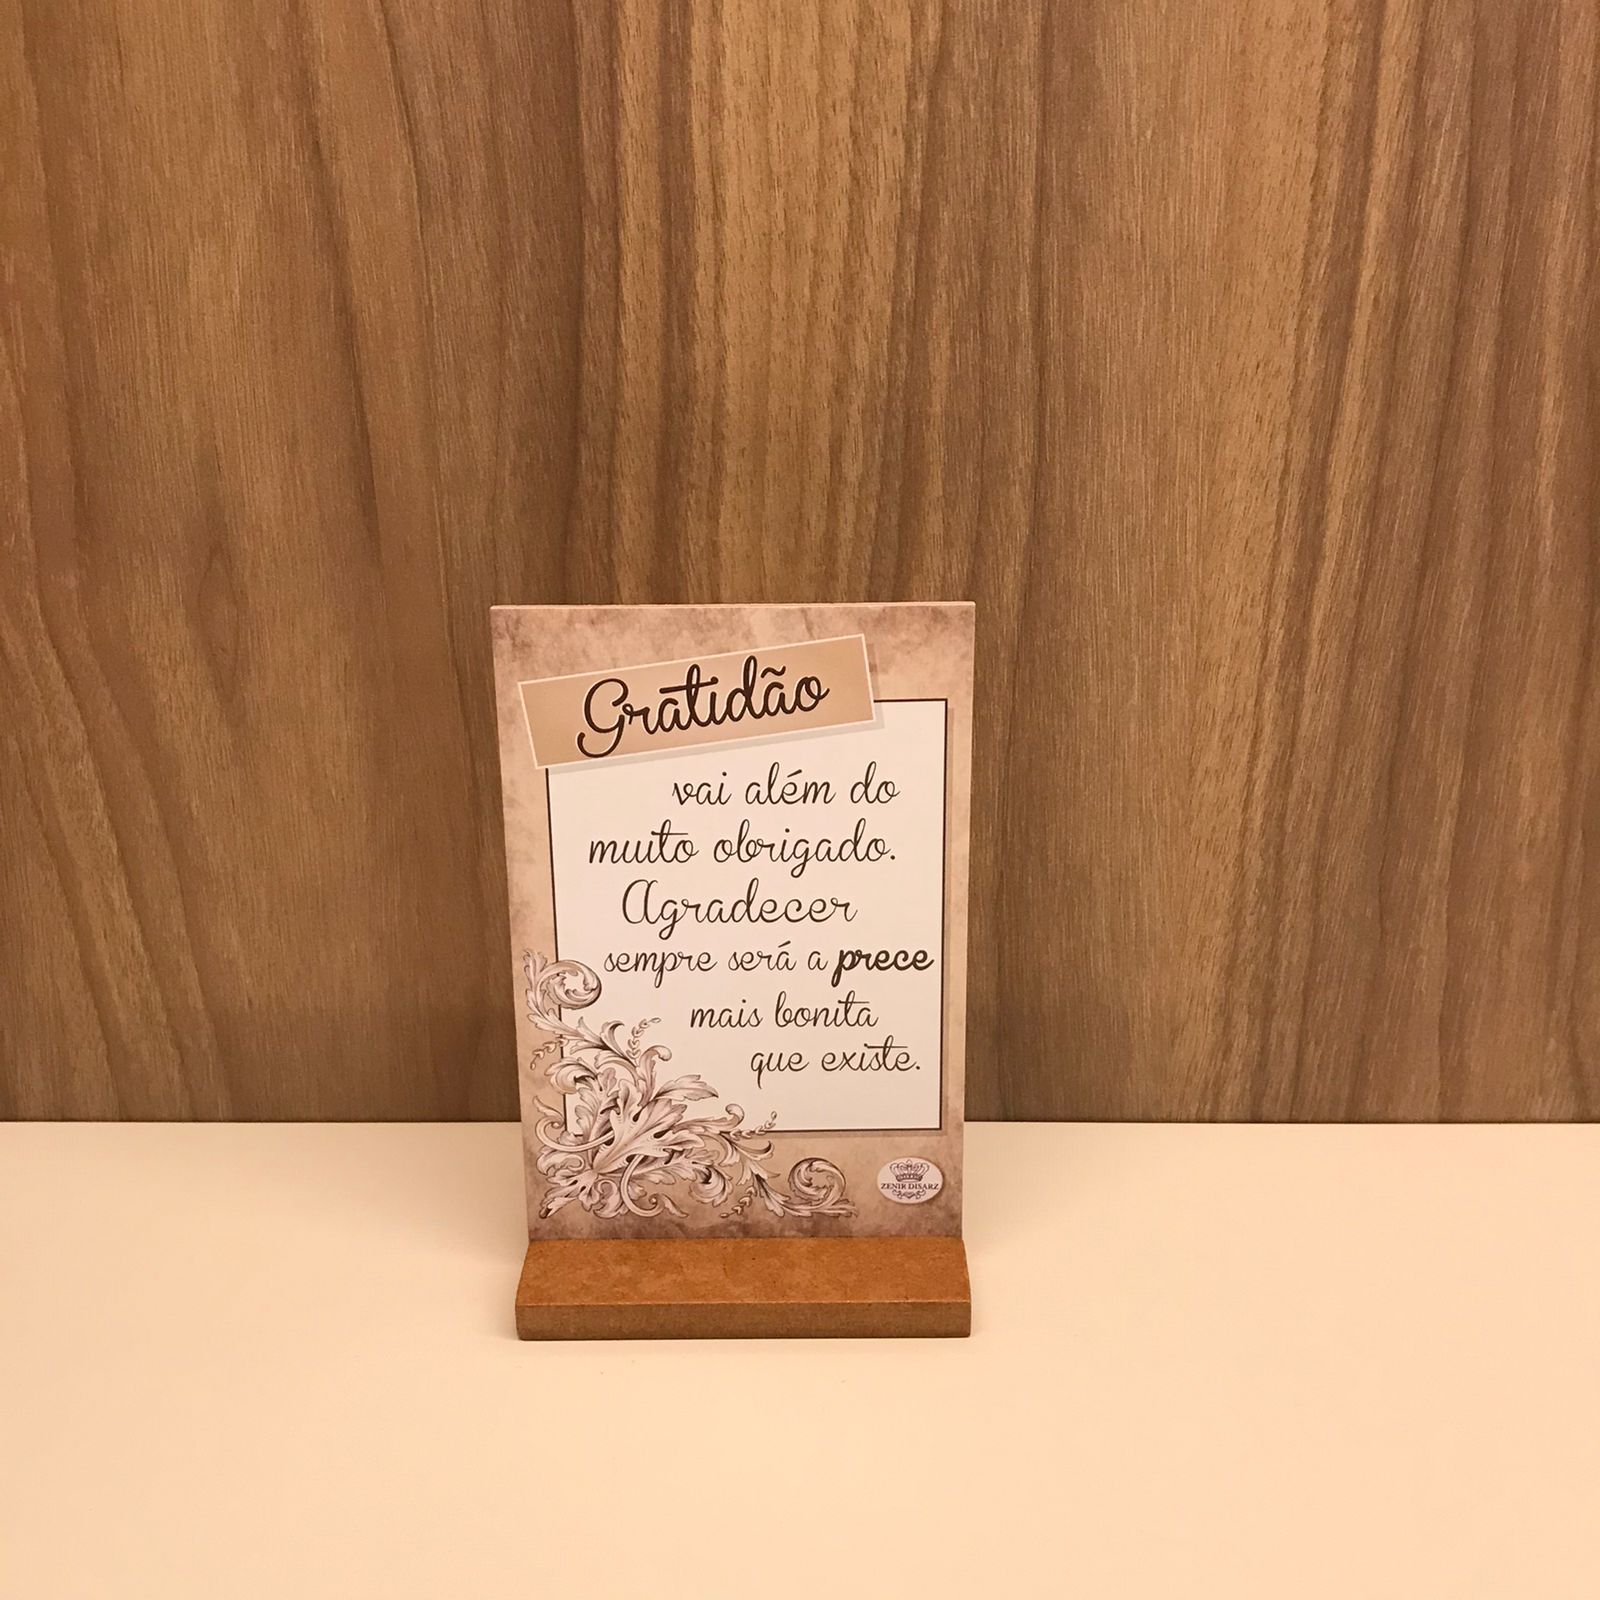 Gratidão
vai além do
muito obrigado.
Agradecer
sempre será a prece
mais bonita
que existe.
ZENIR DISARZ